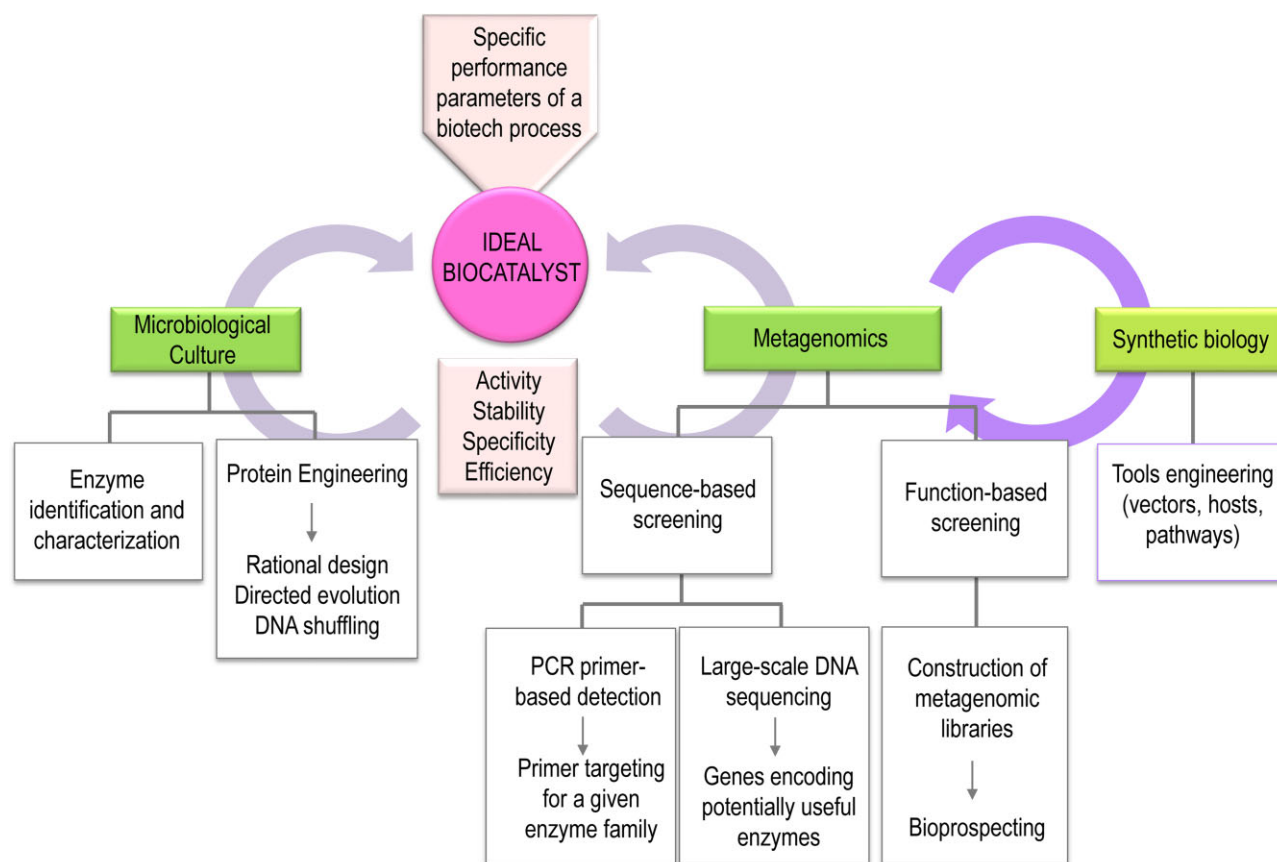 Specific
performance
parameters of a
biotech process
IDEAL
BIOCATALYST
Activity
Stability
Specificity
Efficiency
Microbiological
Culture
Enzyme
identification and
characterization
Protein Engineering
Rational design
Directed evolution
DNA shuffling
Metagenomics
Sequence-based
screening
PCR primer-
based detection
Primer targeting
for a given
enzyme family
Large-scale DNA
sequencing
Genes encoding
potentially useful
enzymes
Function-based
screening
Construction of
metagenomic
libraries
Bioprospecting
Synthetic biology
Tools engineering
(vectors, hosts,
pathways)